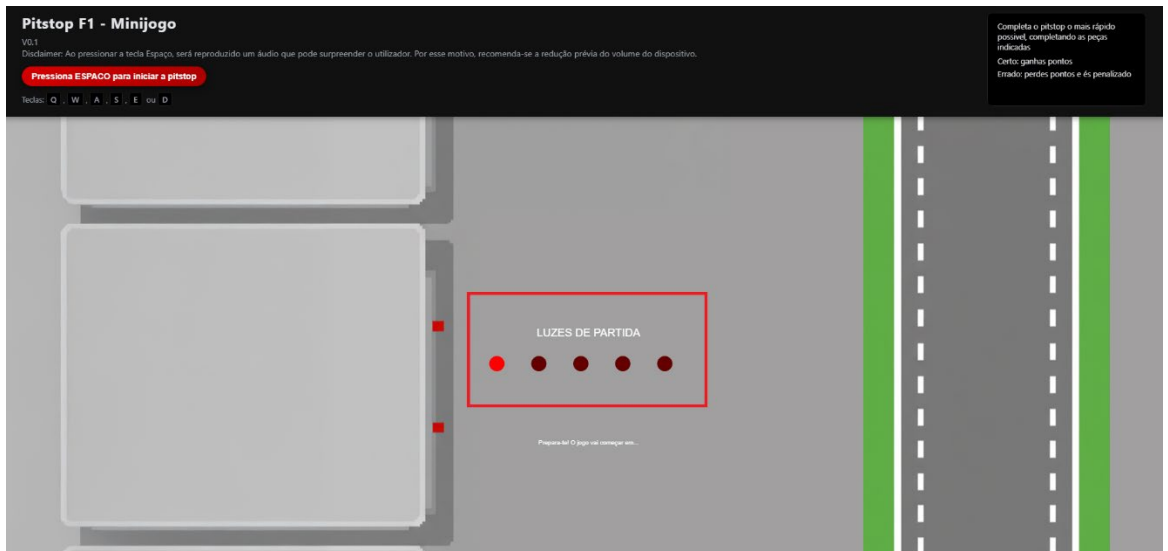 Pitstop F1 - Minijogo
V0.1
Disclaimer: Ao pressionar a tecla Espaço, será reproduzido um áudio que pode surpreender o utilizador. Por esse motivo, recomenda-se a redução prévia do volume do dispositivo.
Pressiona ESPACO para iniciar a pitstop
Teclas: Q , W , A , S , E ou D
Completa o pitstop o mais rápido
possível, completando as peças
indicadas
Certo: ganhas pontos
Errado: perdes pontos e és penalizado
LUZES DE PARTIDA
Prepara-te! O jogo vai começar em...